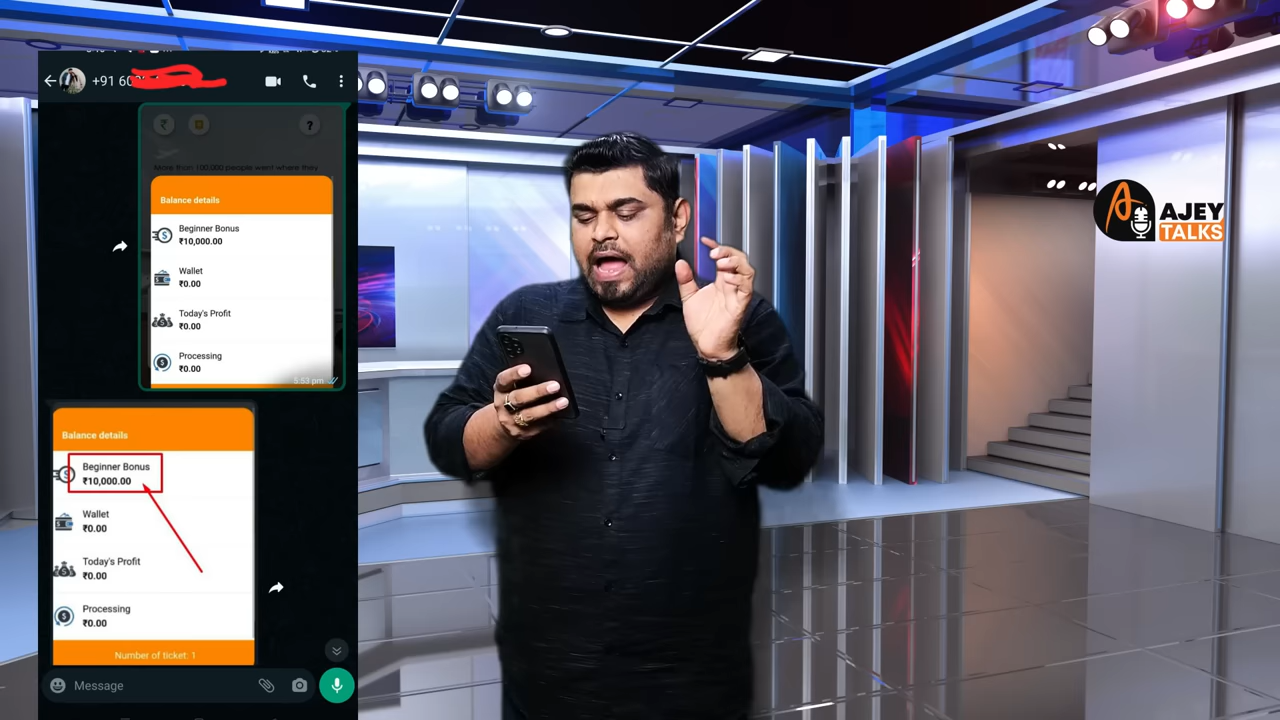 +91 60
?
More than 100,000 people went where they
Balance details
Beginner Bonus
₹10,000.00
Wallet
₹0.00
Today's Profit
₹0.00
Processing
₹0.00
5:53 pm
Balance details
Beginner Bonus
₹10,000.00
Wallet
₹0.00
Today's Profit
₹0.00
Processing
₹0.00
Number of ticket: 1
Message
AJEY
TALKS